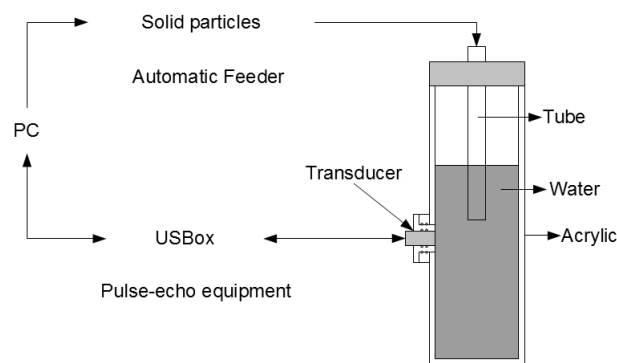 Solid particles
Automatic Feeder
Tube
PC
Transducer
Water
USBox
Acrylic
Pulse-echo equipment